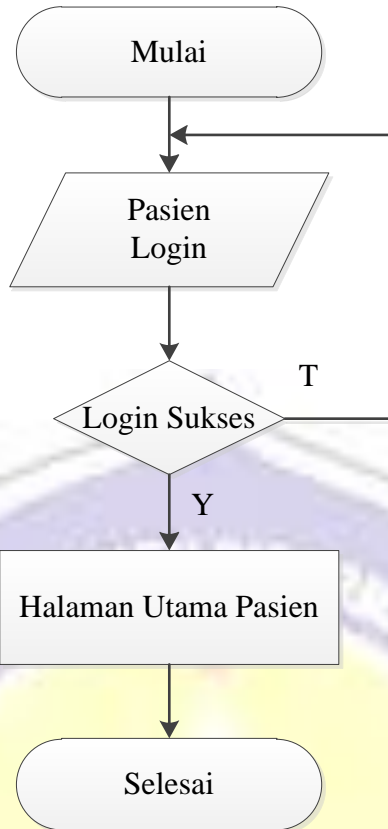 Mulai
Pasien
Login
T
Login Sukses
Y
Halaman Utama Pasien
Selesai